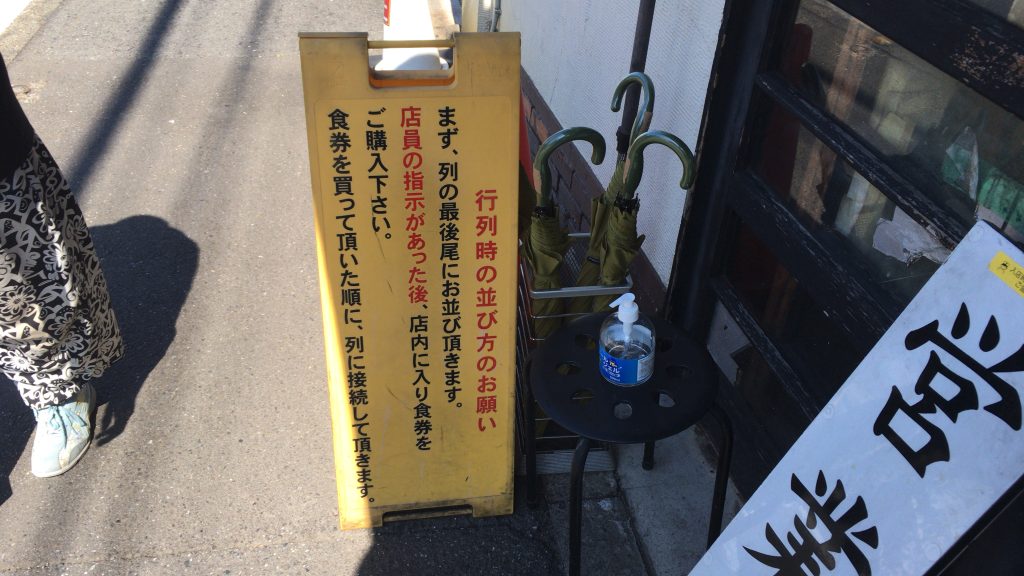 行列時の並び方のお願い
まず、列の最後尾にお並び頂きます。
店員の指示があった後、店内に入り食券を
ご購入下さい。
食券を買って頂いた順に、列に接続して頂きます。
営業